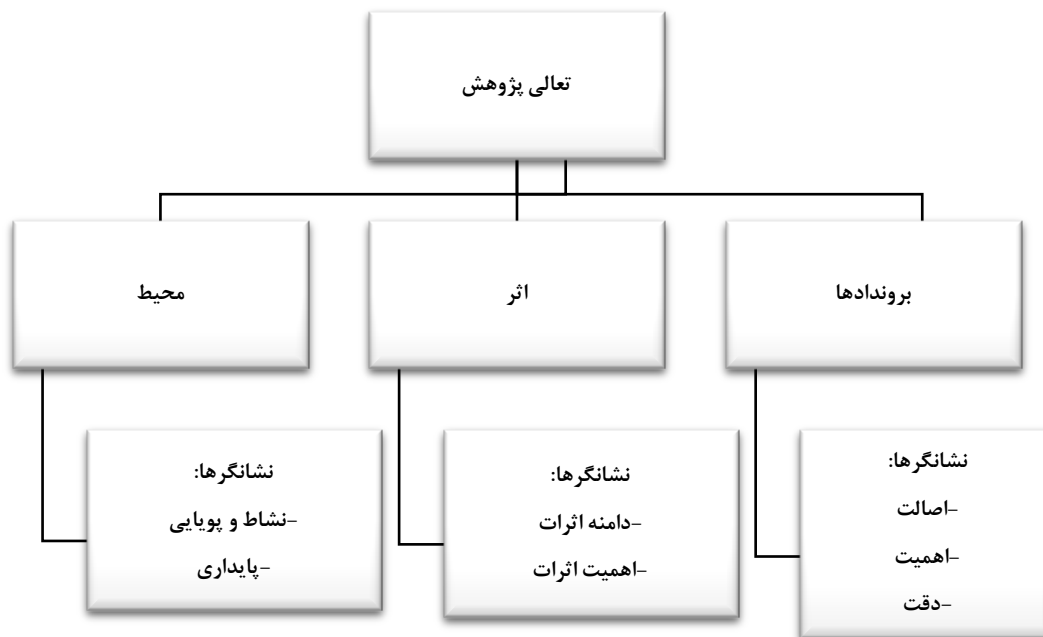 تعالی پژوهش
بروندادها
اثر
محیط
نشانگرها:
-اصالت
-اهمیت
-دقت
نشانگرها:
-دامنه اثرات
-اهمیت اثرات
نشانگرها:
-نشاط و پویایی
-پایداری